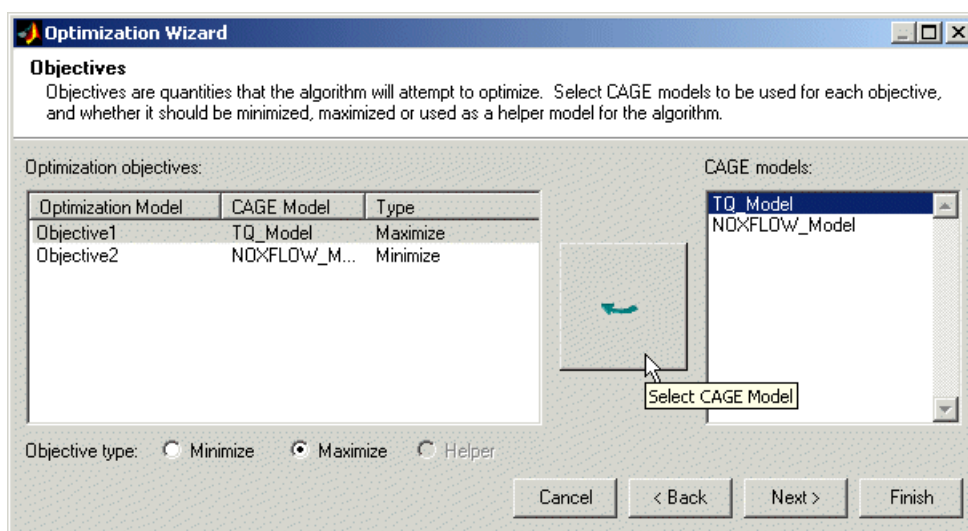 Optimization Wizard
Objectives
Objectives are quantities that the algorithm will attempt to optimize. Select CAGE models to be used for each objective,
and whether it should be minimized, maximized or used as a helper model for the algorithm.
Optimization objectives:
CAGE models:
Optimization Model CAGE Model Type
Objective1 TQ_Model Maximize
Objective2 NOXFLOW_M... Minimize
TQ_Model
NOXFLOW_Model
Select CAGE Model
Objective type: Minimize Maximize Helper
Cancel < Back Next > Finish